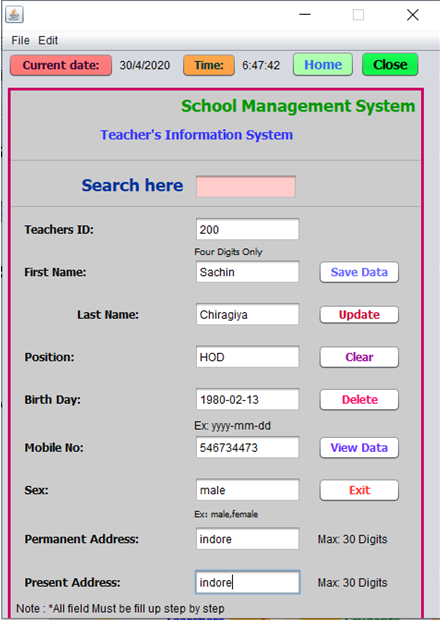 File Edit
Current date: 30/4/2020 Time: 6:47:42 Home Close
School Management System
Teacher's Information System
Search here
Teachers ID: 200
Four Digits Only
First Name: Sachin Save Data
Last Name: Chiragiya Update
Position: HOD Clear
Birth Day: 1980-02-13 Delete
Ex: yyyy-mm-dd
Mobile No: 546734473 View Data
Sex: male Exit
Ex: male,female
Permanent Address: indore Max: 30 Digits
Present Address: indore Max: 30 Digits
Note : *All field Must be fill up step by step